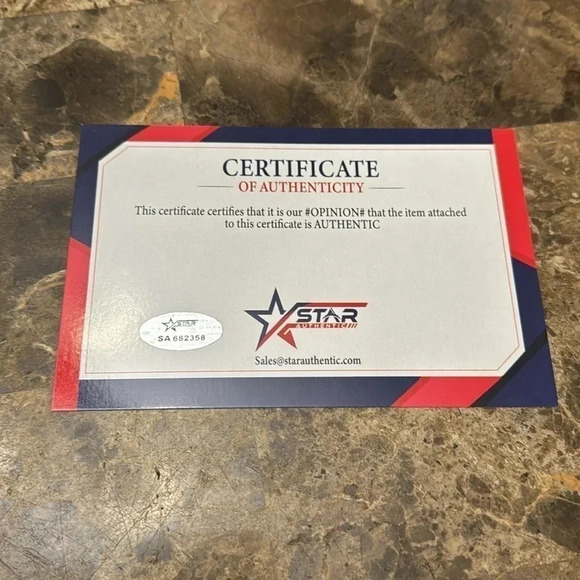 CERTIFICATE
OF AUTHENTICITY
This certificate certifies that it is our #OPINION# that the item attached
to this certificate is AUTHENTIC
STAR
SA 682358
STAR
AUTHENTIC
Sales@starauthentic.com